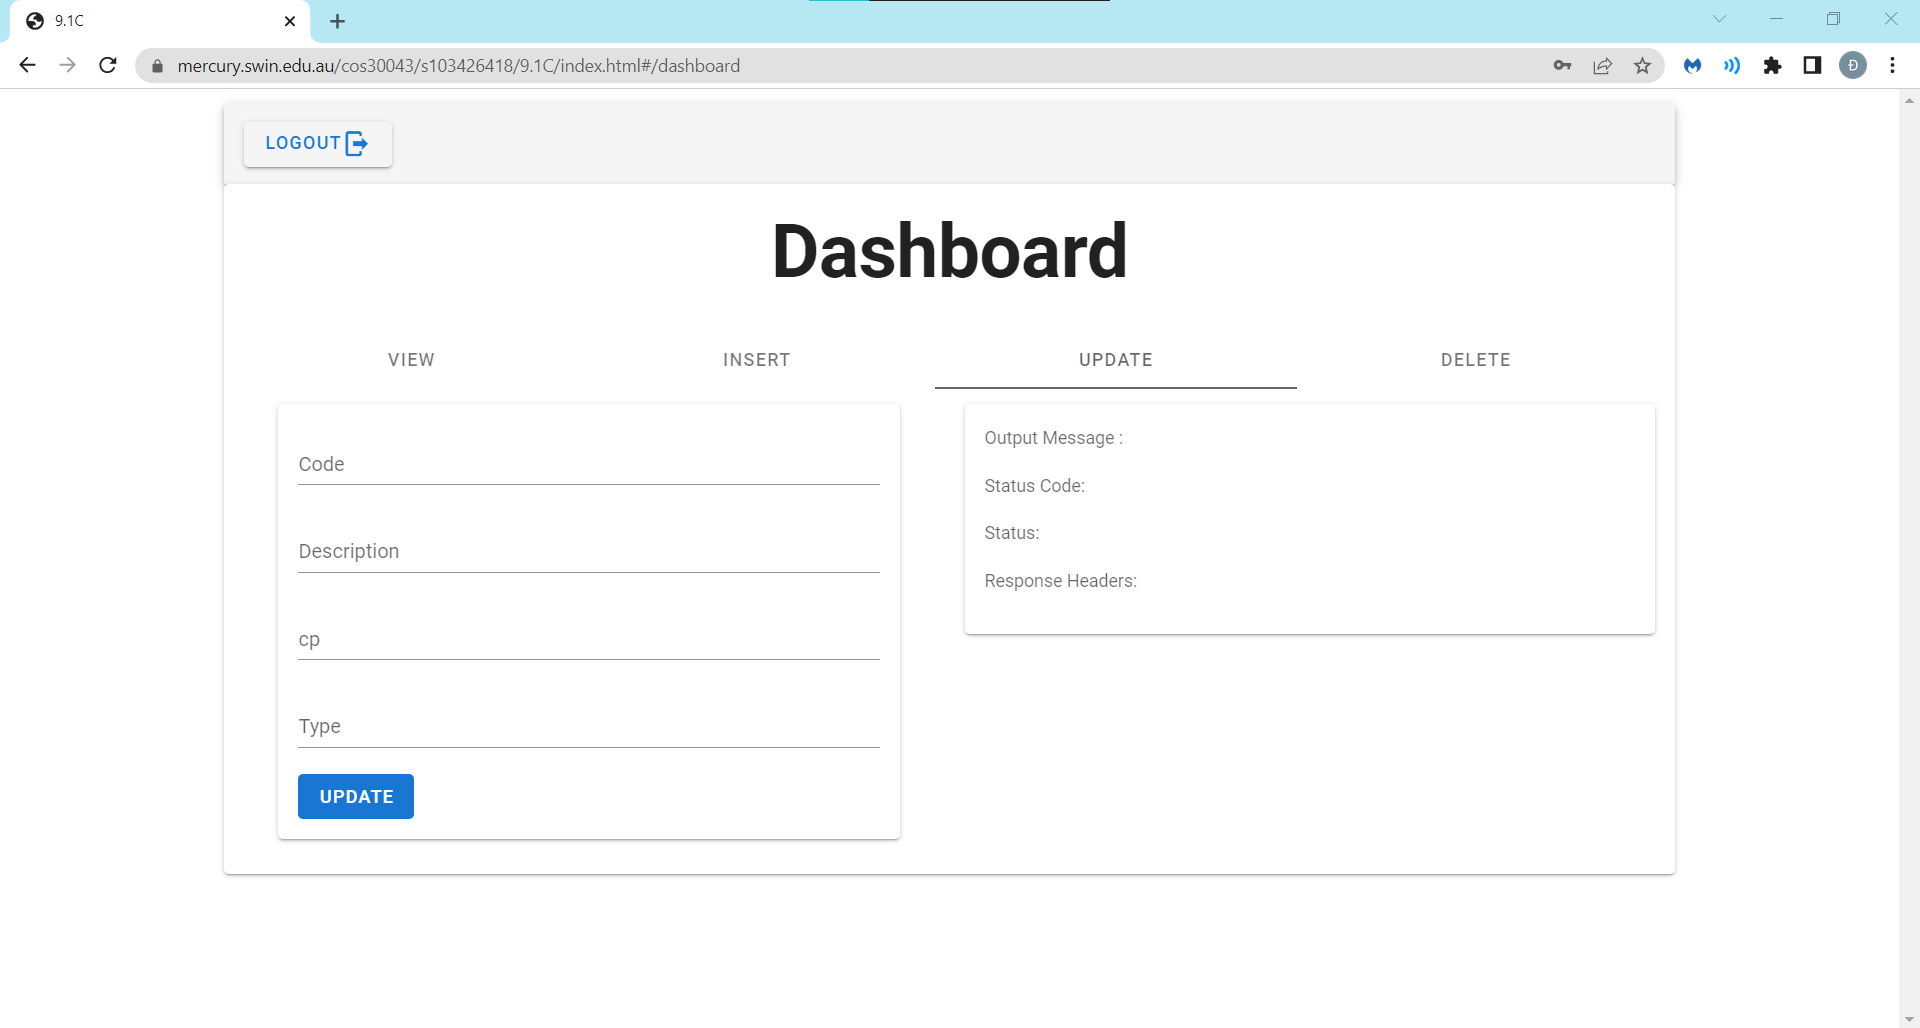 9.1C
mercury.swin.edu.au/cos30043/s103426418/9.1C/index.html#/dashboard
Đ
LOGOUT
Dashboard
VIEW INSERT UPDATE DELETE
Code
Description
cp
Type
UPDATE
Output Message :
Status Code:
Status:
Response Headers: